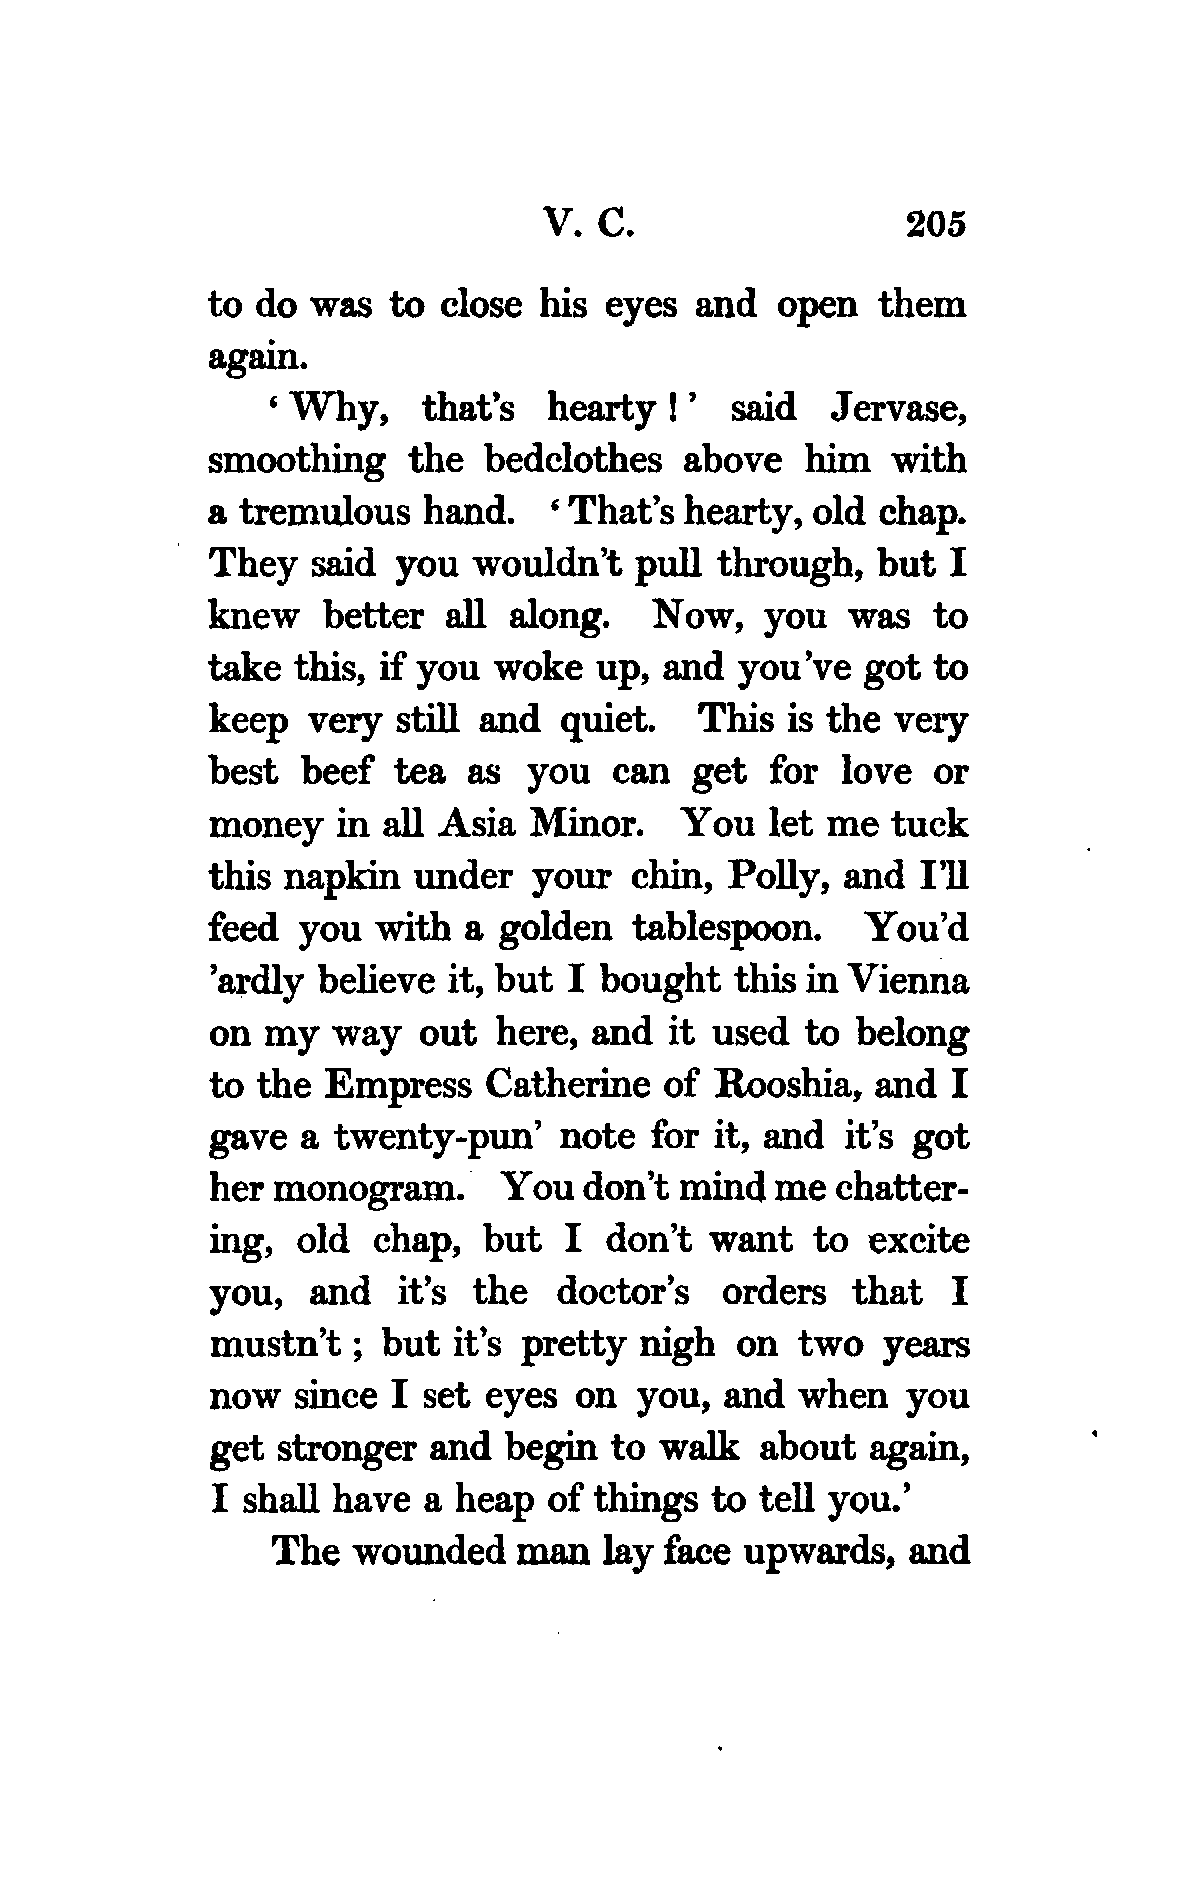 V. C. 205
to do was to close his eyes and open them
again.
‘ Why, that’s hearty ! ’ said Jervase,
smoothing the bedclothes above him with
a tremulous hand. ‘ That’s hearty, old chap.
They said you wouldn’t pull through, but I
knew better all along. Now, you was to
take this, if you woke up, and you’ve got to
keep very still and quiet. This is the very
best beef tea as you can get for love or
money in all Asia Minor. You let me tuck
this napkin under your chin, Polly, and I’ll
feed you with a golden tablespoon. You’d
’ardly believe it, but I bought this in Vienna
on my way out here, and it used to belong
to the Empress Catherine of Rooshia, and I
gave a twenty-pun’ note for it, and it’s got
her monogram. You don’t mind me chatter-
ing, old chap, but I don’t want to excite
you, and it’s the doctor’s orders that I
mustn’t ; but it’s pretty nigh on two years
now since I set eyes on you, and when you
get stronger and begin to walk about again,
I shall have a heap of things to tell you.’
The wounded man lay face upwards, and